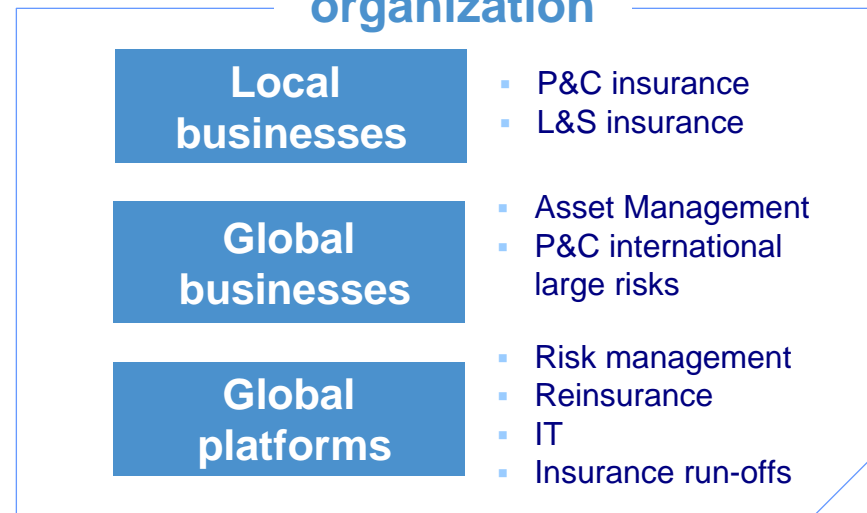 organization
Local
businesses
▪ P&C insurance
▪ L&S insurance
Global
businesses
▪ Asset Management
▪ P&C international
large risks
Global
platforms
▪ Risk management
▪ Reinsurance
▪ IT
▪ Insurance run-offs